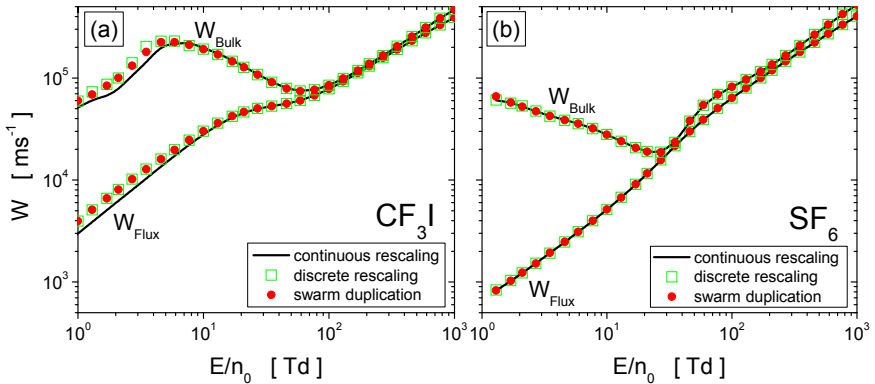 (a)
W_Bulk
W_Flux
CF_3I
continuous rescaling
discrete rescaling
swarm duplication
W [ ms^-1 ]
10^5
10^4
10^3
10^0 10^1 10^2 10^3
E/n_0 [ Td ]
(b)
W_Bulk
W_Flux
SF_6
continuous rescaling
discrete rescaling
swarm duplication
10^0 10^1 10^2 10^3
E/n_0 [ Td ]